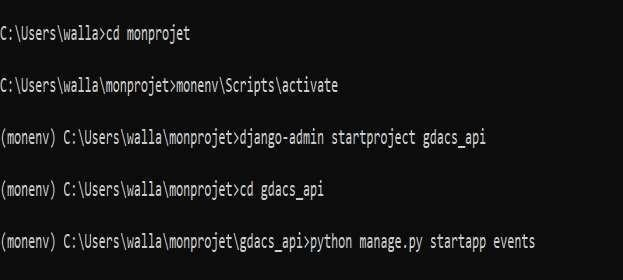 C:\Users\walla>cd monprojet
C:\Users\walla\monprojet>monenv\Scripts\activate
(monenv) C:\Users\walla\monprojet>django-admin startproject gdacs_api
(monenv) C:\Users\walla\monprojet>cd gdacs_api
(monenv) C:\Users\walla\monprojet\gdacs_api>python manage.py startapp events